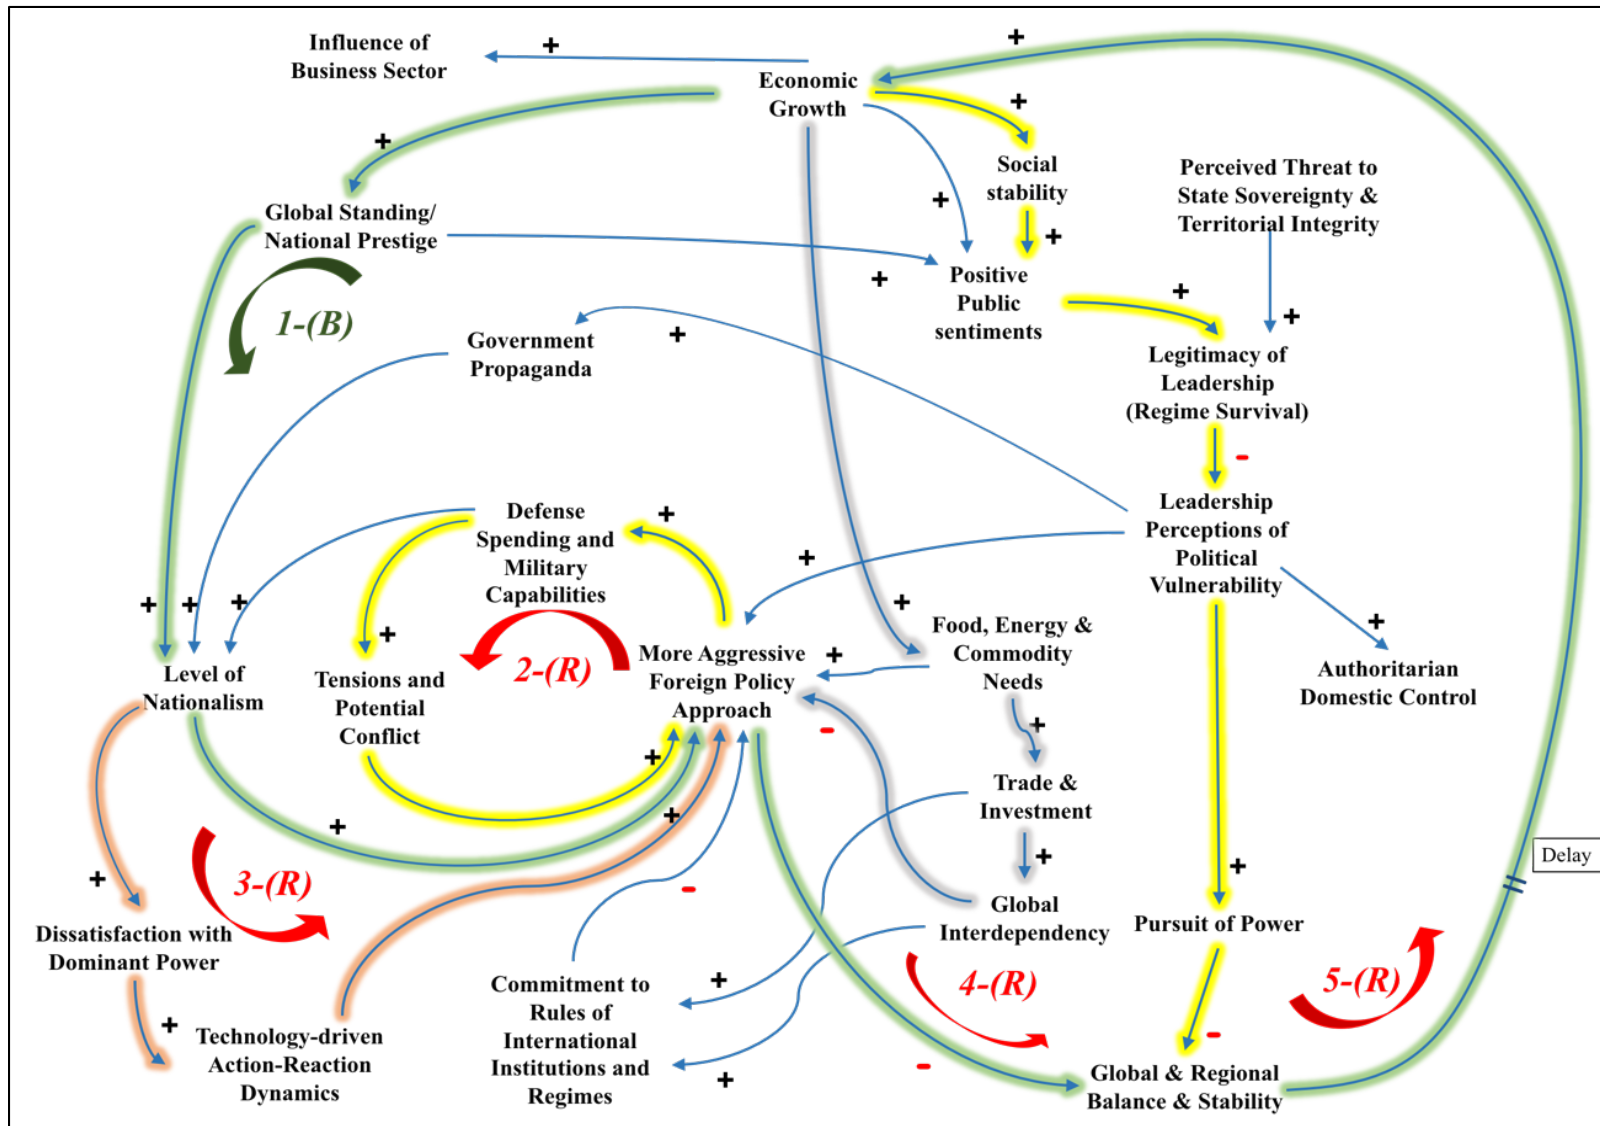 Influence of
Business Sector
+
+
Economic
Growth
+
+
Social
stability
Perceived Threat to
State Sovereignty &
Territorial Integrity
Global Standing/
National Prestige
+
+
+
Positive
Public
sentiments
+
+
1-(B)
Government
Propaganda
+
Legitimacy of
Leadership
(Regime Survival)
-
Leadership
Perceptions of
Political
Vulnerability
Defense
Spending and
Military
Capabilities
+
+
+
+
+
+
+
+
Food, Energy &
Commodity
Needs
+
Authoritarian
Domestic Control
Level of
Nationalism
Tensions and
Potential
Conflict
2-(R)
More Aggressive
Foreign Policy
Approach
+
-
+
+
Trade &
Investment
+
+
+
Delay
3-(R)
+
-
Global
Interdependency
+
Pursuit of Power
Dissatisfaction with
Dominant Power
+
Technology-driven
Action-Reaction
Dynamics
Commitment to
Rules of
International
Institutions and
Regimes
+
+
4-(R)
5-(R)
-
-
Global & Regional
Balance & Stability